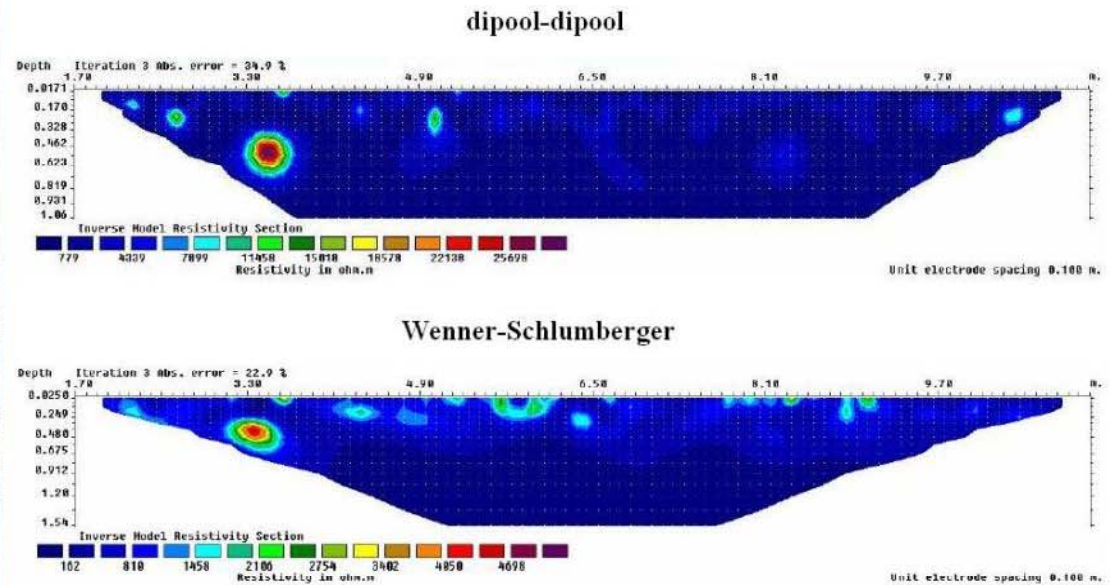 dipool-dipool
Depth Iteration 3 Abs. error = 34.9 %
1.70 3.30 4.90 6.50 8.10 9.70 m.
0.0171
0.170
0.328
0.462
0.623
0.819
0.931
1.06
Inverse Model Resistivity Section
779 4339 7899 11458 15018 18578 22138 25698
Resistivity in ohm.m
Unit electrode spacing 0.100 m.
Wenner-Schlumberger
Depth Iteration 3 Abs. error = 22.9 %
1.70 3.30 4.90 6.50 8.10 9.70 m.
0.0250
0.249
0.480
0.675
0.912
1.20
1.54
Inverse Model Resistivity Section
162 810 1458 2106 2754 3402 4050 4698
Resistivity in ohm.m
Unit electrode spacing 0.100 m.